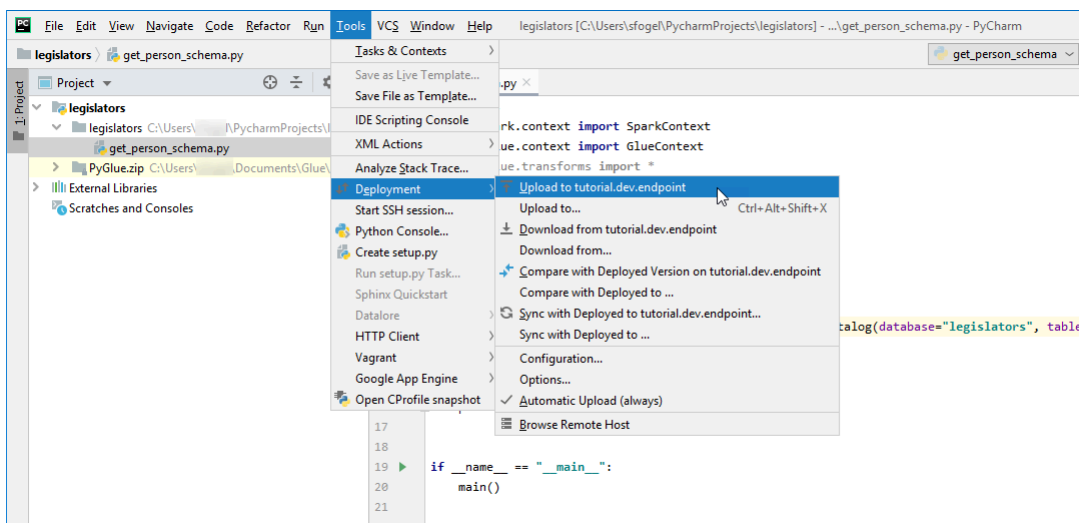 PC File Edit View Navigate Code Refactor Run Tools VCS Window Help legislators [C:\Users\sfogel\PycharmProjects\legislators] - ...\get_person_schema.py - PyCharm
legislators get_person_schema.py get_person_schema
1: Project
Project
.py
legislators
legislators C:\Users\ l\PycharmProjects\l
get_person_schema.py
PyGlue.zip C:\Users\ .Documents\Glue\
External Libraries
Scratches and Consoles
Tasks & Contexts
Save as Live Template...
Save File as Template...
IDE Scripting Console
XML Actions
Analyze Stack Trace...
Deployment
Start SSH session...
Python Console...
Create setup.py
Run setup.py Task...
Sphinx Quickstart
Datalore
HTTP Client
Vagrant
Google App Engine
Open CProfile snapshot
rk.context import SparkContext
ue.context import GlueContext
ue.transforms import *
Upload to tutorial.dev.endpoint
Upload to... Ctrl+Alt+Shift+X
Download from tutorial.dev.endpoint
Download from...
Compare with Deployed Version on tutorial.dev.endpoint
Compare with Deployed to ...
Sync with Deployed to tutorial.dev.endpoint...
Sync with Deployed to ...
Configuration...
Options...
Automatic Upload (always)
Browse Remote Host
talog(database="legislators", table
17
18
19 if __name__ == "__main__":
20 main()
21